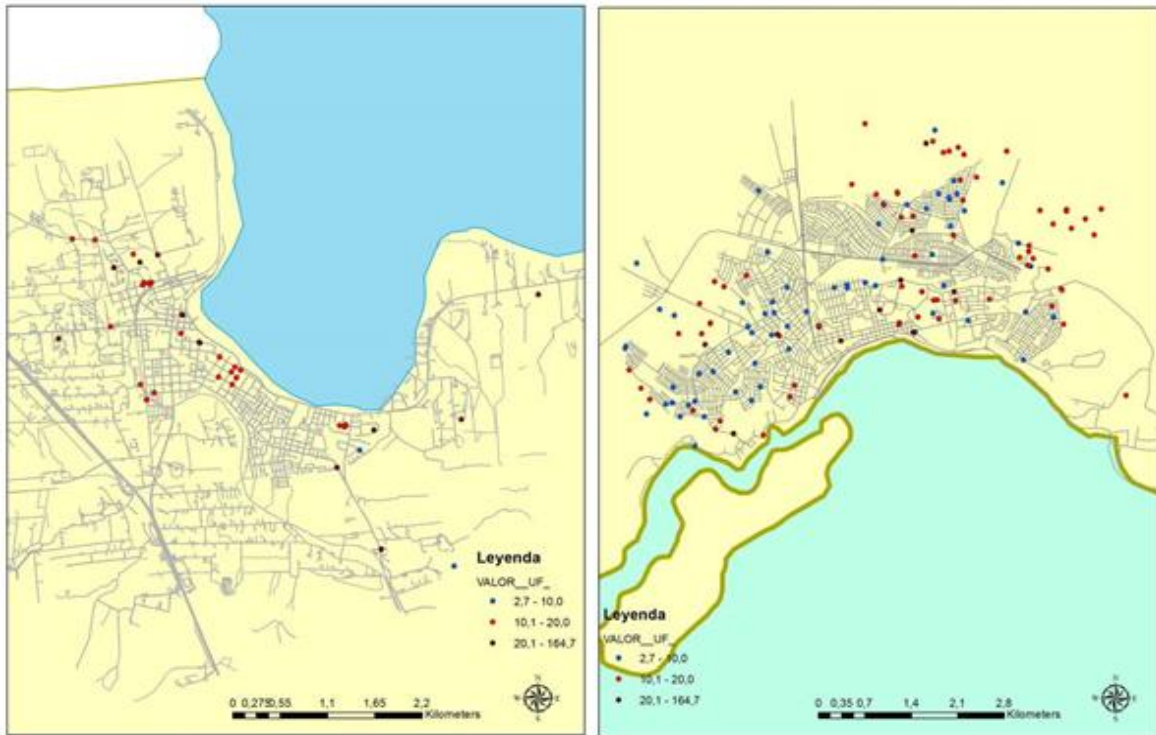 Leyenda
VALOR__UF_
2,7 - 10,0
10,1 - 20,0
20,1 - 164,7
N
W E
S
0 0,275 0,55 1,1 1,65 2,2
Kilometers
Leyenda
VALOR__UF_
2,7 - 10,0
10,1 - 20,0
20,1 - 164,7
N
W E
S
0 0,35 0,7 1,4 2,1 2,8
Kilometers